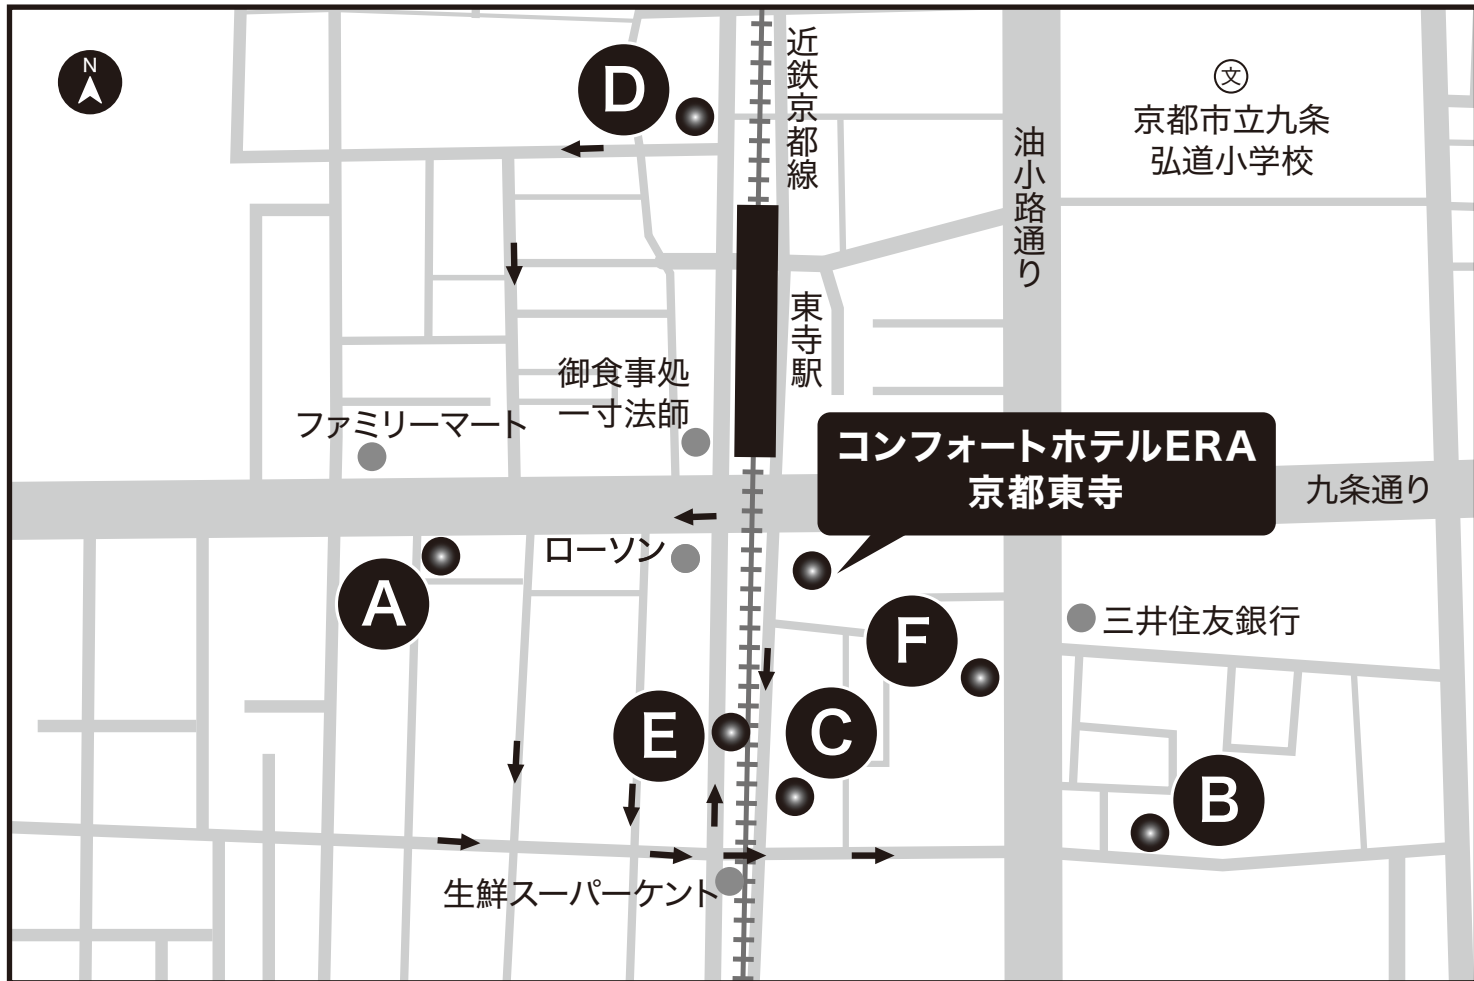 N
D
近鉄京都線
文
京都市立九条
弘道小学校
油小路通り
東寺駅
御食事処
一寸法師
ファミリーマート
コンフォートホテルERA
京都東寺
九条通り
ローソン
A
F
三井住友銀行
E
C
B
生鮮スーパーケント